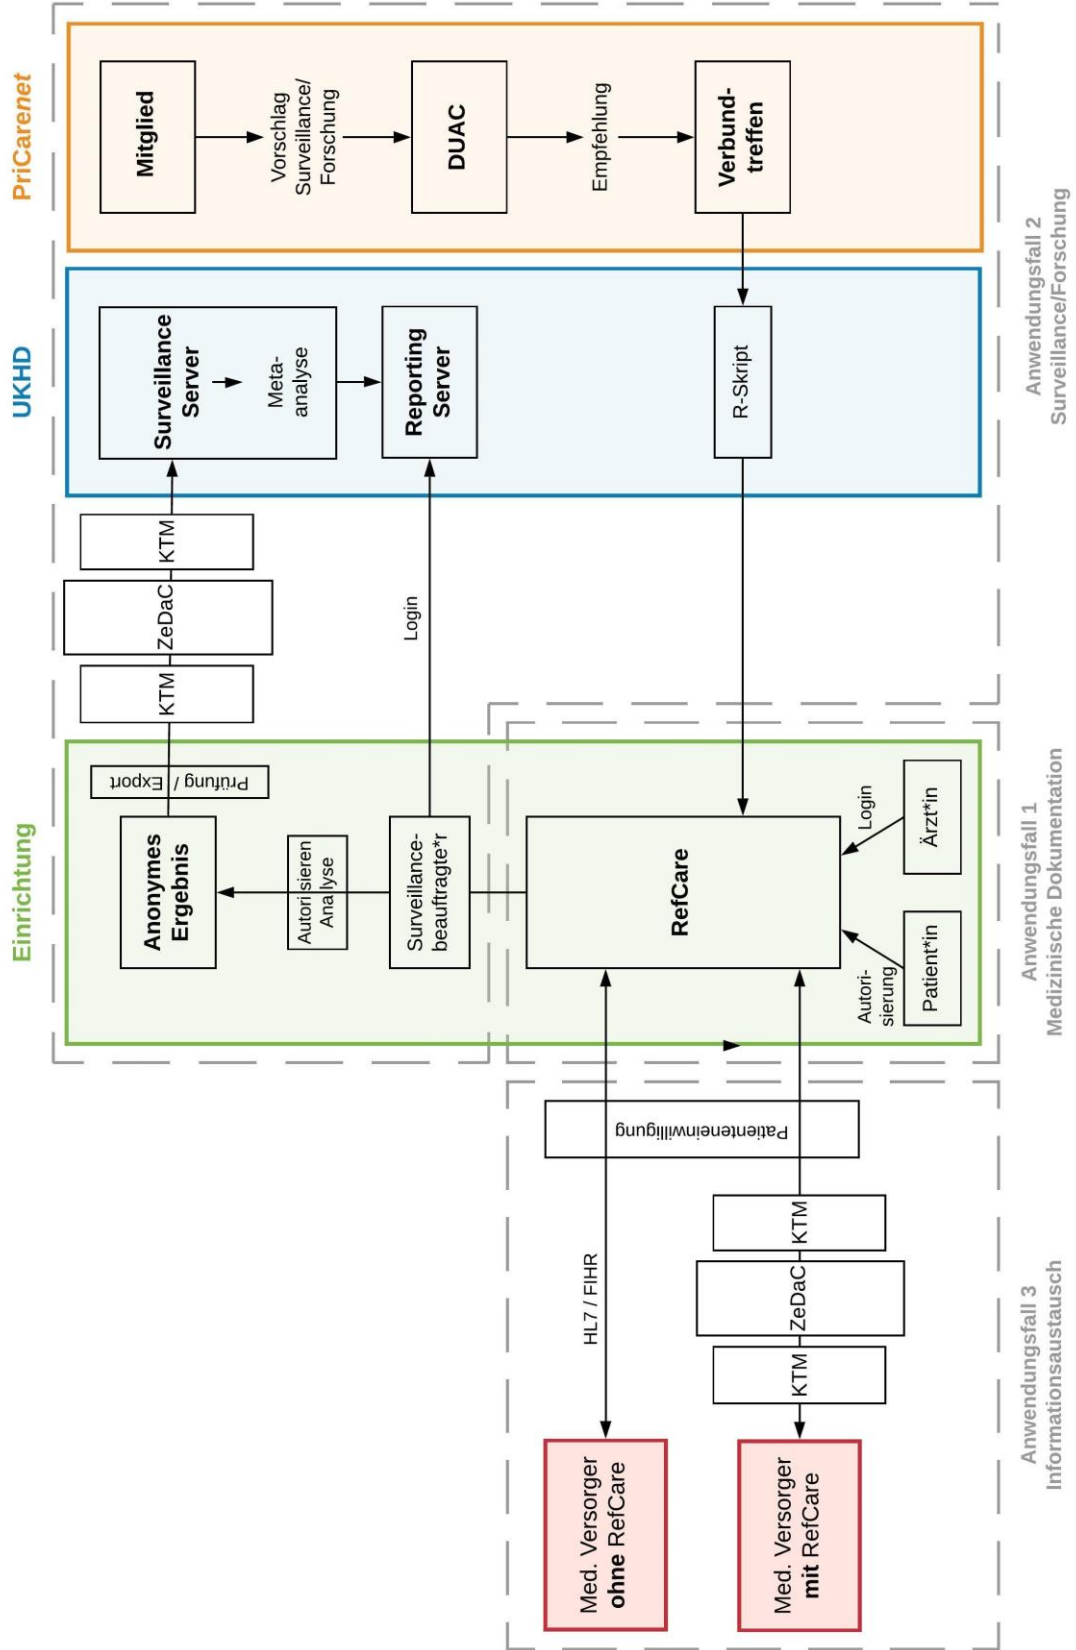 Einrichtung
UKHD
PriCarenet
Anonymes
Ergebnis
Prüfung / Export
KTM
ZeDaC
KTM
Surveillance
Server
Meta-
analyse
Mitglied
Vorschlag
Surveillance/
Forschung
Autorisieren
Analyse
Surveillance-
beauftragte*r
Login
Reporting
Server
DUAC
Empfehlung
Verbund-
treffen
R-Skript
RefCare
Autori-
sierung
Patient*in
Login
Ärzt*in
Med. Versorger
ohne RefCare
HL7 / FIHR
Patienteneinwilligung
Med. Versorger
mit RefCare
KTM
ZeDaC
KTM
Anwendungsfall 3
Informationsaustausch
Anwendungsfall 1
Medizinische Dokumentation
Anwendungsfall 2
Surveillance/Forschung